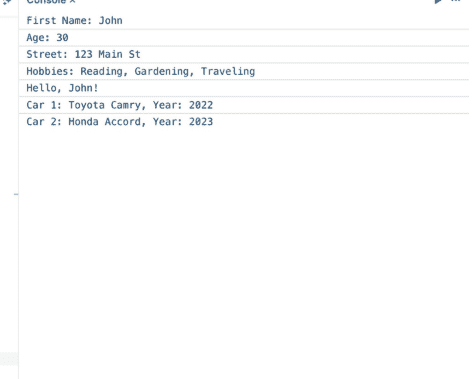 Console ×
First Name: John
Age: 30
Street: 123 Main St
Hobbies: Reading, Gardening, Traveling
Hello, John!
Car 1: Toyota Camry, Year: 2022
Car 2: Honda Accord, Year: 2023